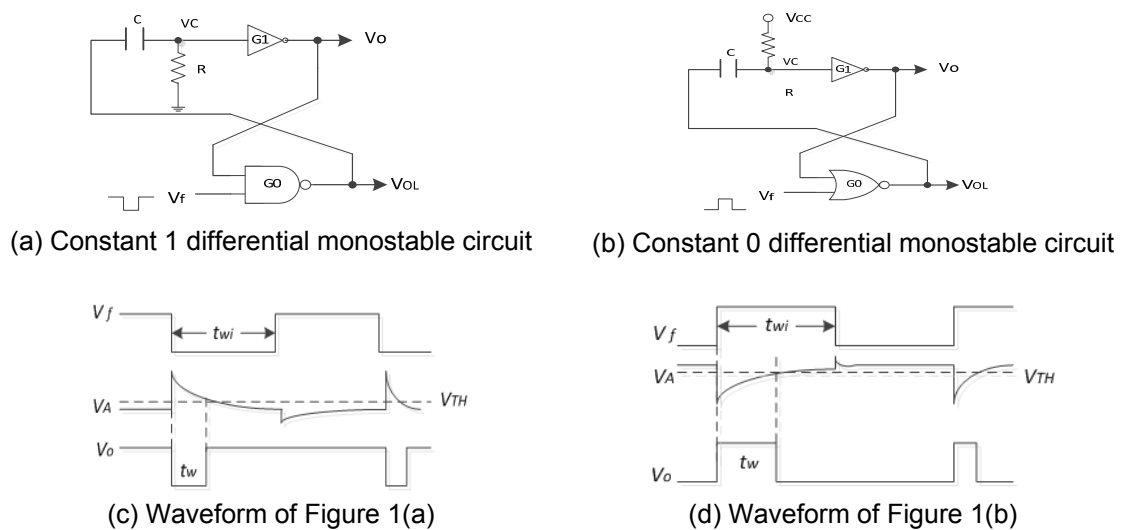 C
VC
G1
Vo
R
G0
Vf
VOL
(a) Constant 1 differential monostable circuit
VCC
C
VC
G1
Vo
R
G0
Vf
VOL
(b) Constant 0 differential monostable circuit
Vf
twi
VA
VTH
Vo
tw
(c) Waveform of Figure 1(a)
Vf
twi
VA
VTH
Vo
tw
(d) Waveform of Figure 1(b)